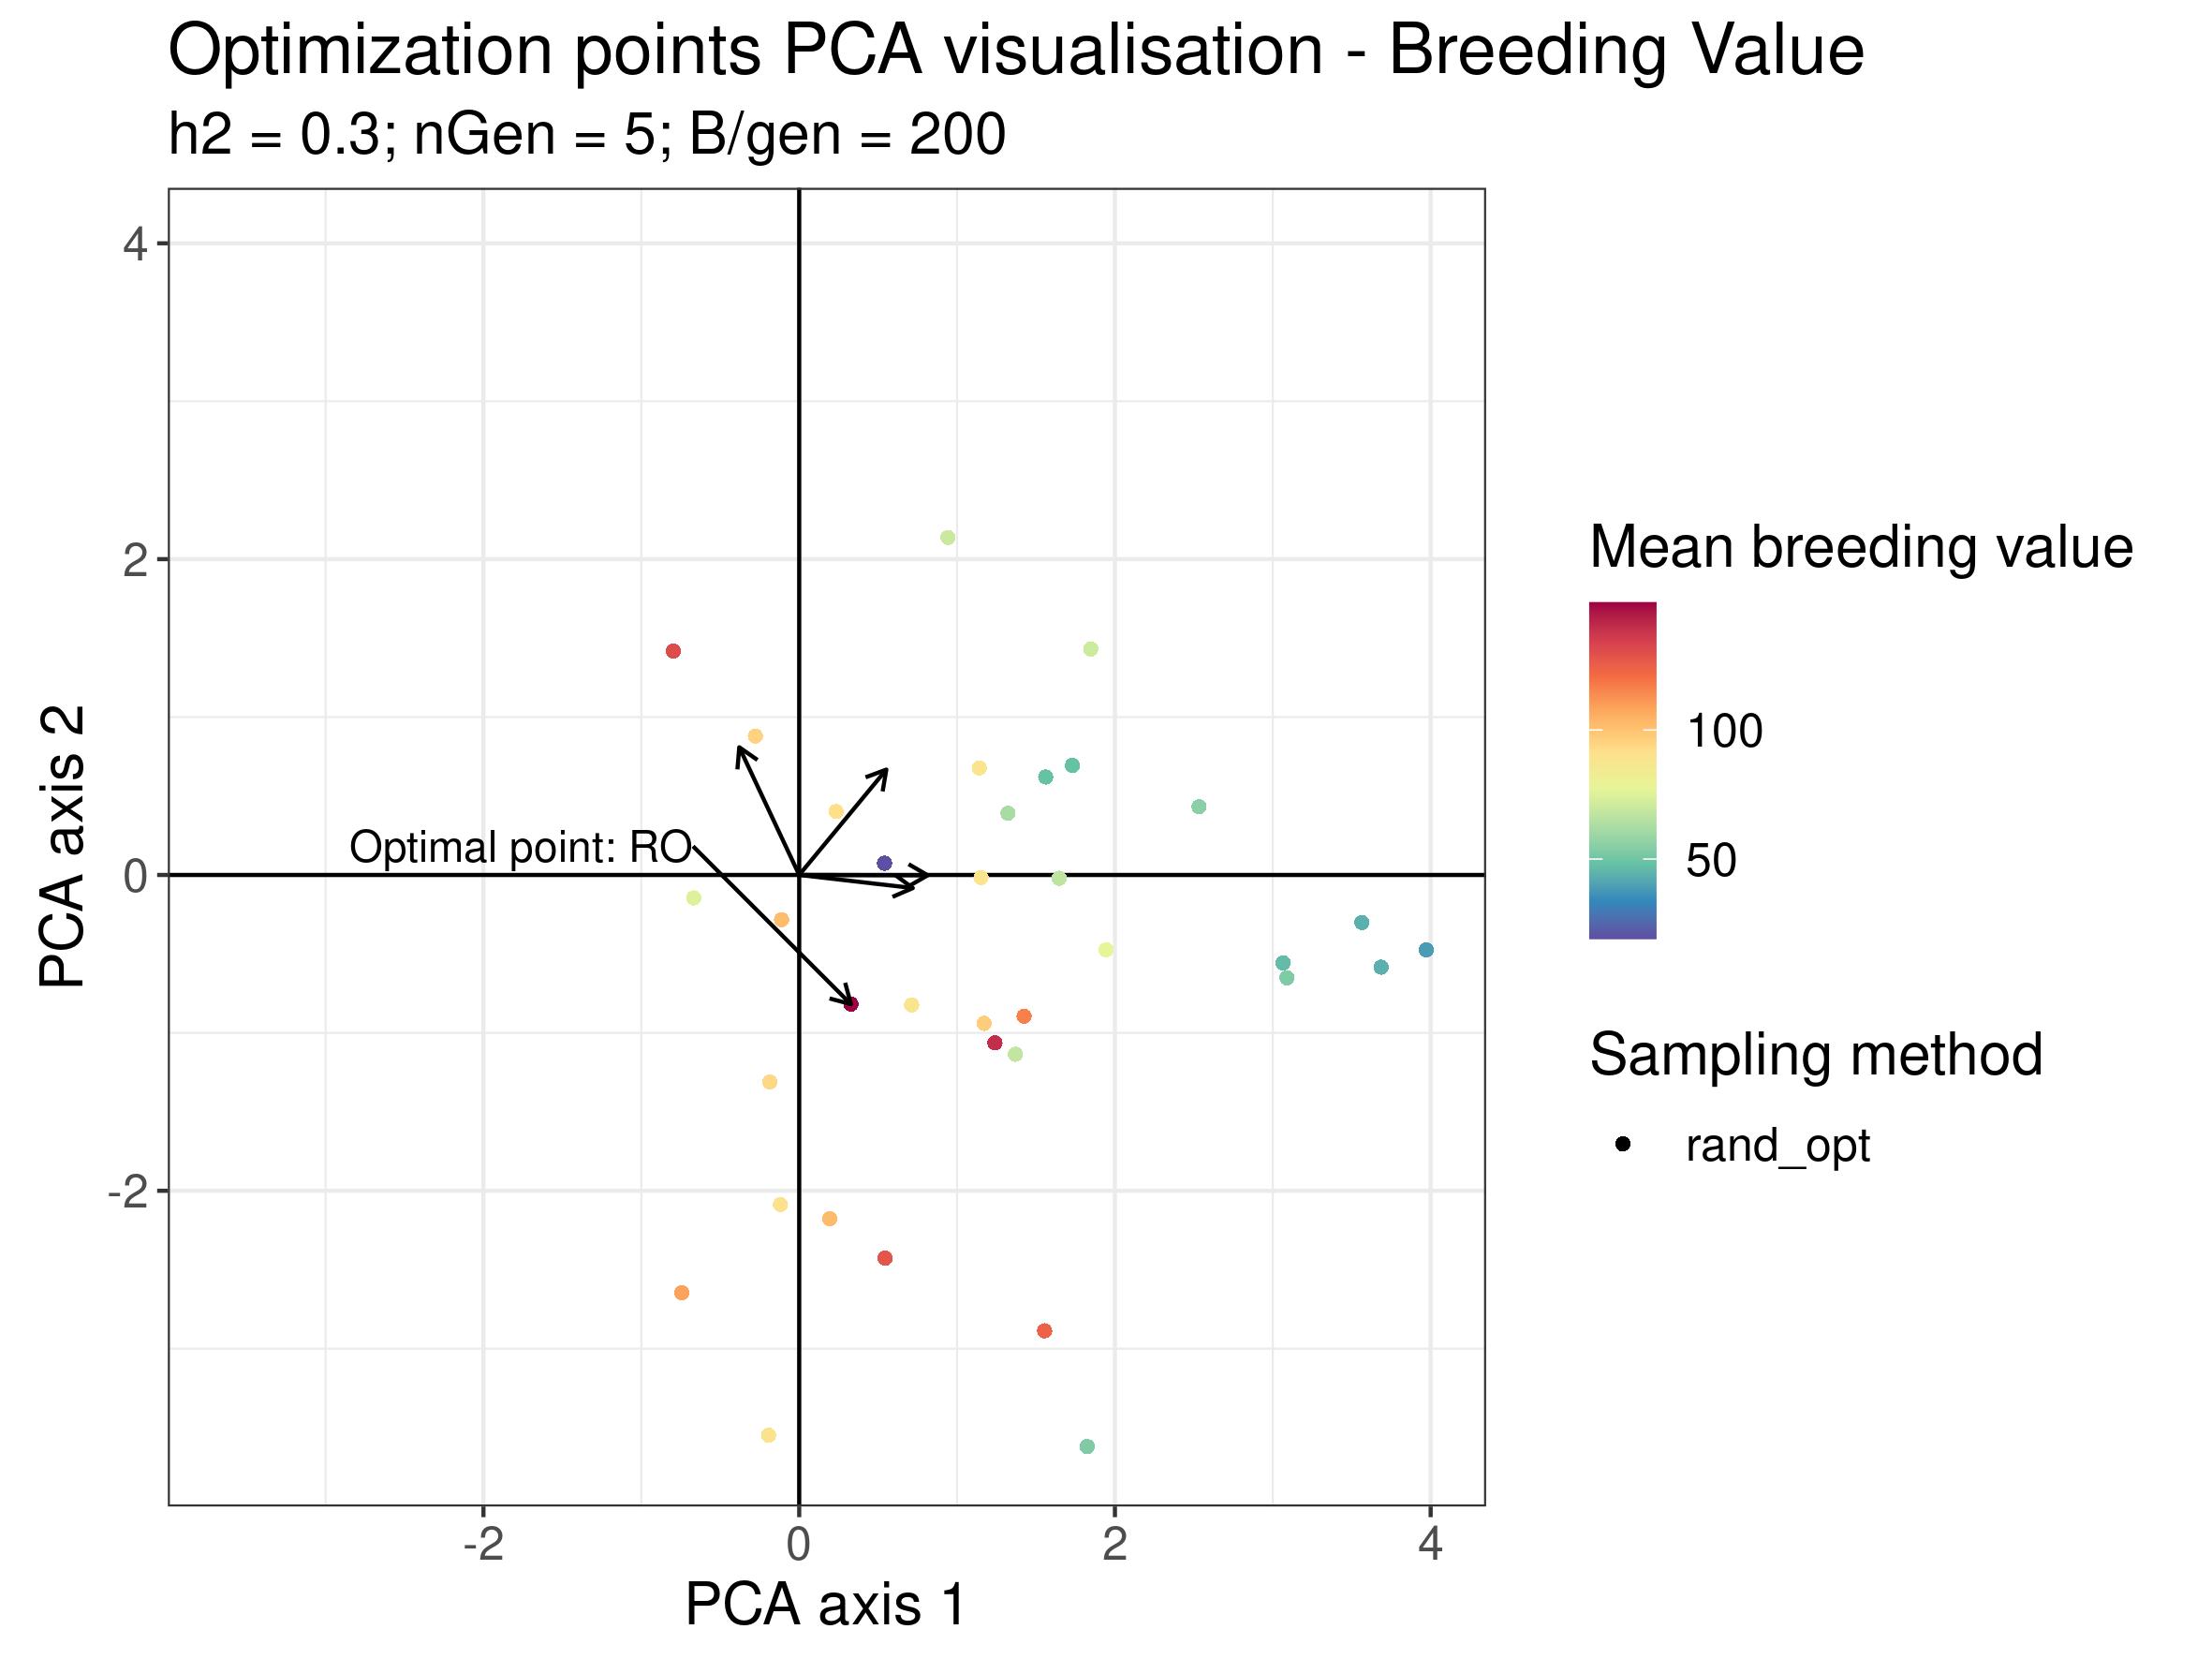 Optimization points PCA visualisation - Breeding Value
h2 = 0.3; nGen = 5; B/gen = 200
PCA axis 2
4
2
0
-2
Optimal point: RO
-2
0
2
4
PCA axis 1
Mean breeding value
100
50
Sampling method
rand_opt